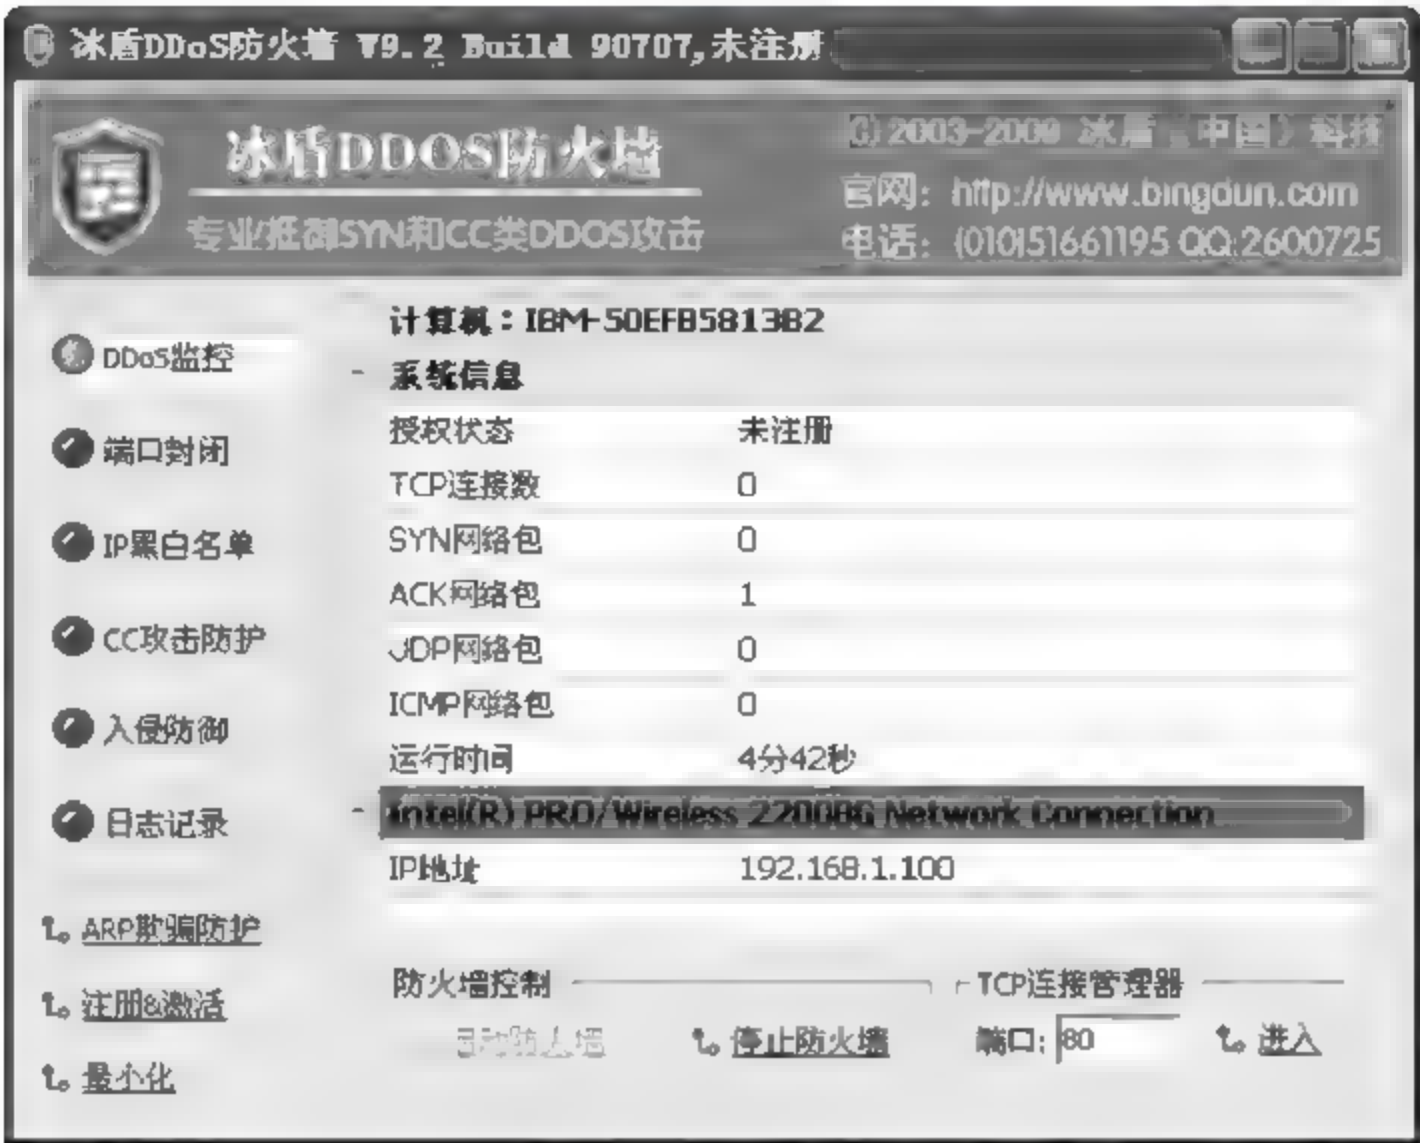 冰盾DDoS防火墙 V9.2 Build 90707,未注册
冰盾DDOS防火墙
专业抵御SYN和CC类DDOS攻击
(C)2003-2009 冰盾（中国）科技
官网：http://www.bingdun.com
电话：(010)51661195 QQ:2600725
DDoS监控
端口封闭
IP黑白名单
CC攻击防护
入侵防御
日志记录
ARP欺骗防护
注册&激活
最小化
计算机：IBM-50EFB5813B2
系统信息
授权状态 未注册
TCP连接数 0
SYN网络包 0
ACK网络包 1
UDP网络包 0
ICMP网络包 0
运行时间 4分42秒
Intel(R) PRO/Wireless 2200BG Network Connection
IP地址 192.168.1.100
防火墙控制
启动防火墙 停止防火墙
TCP连接管理器
端口: 80 进入